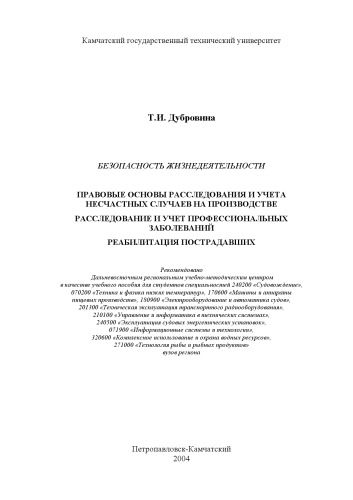 Камчатский государственный технический университет
Т.И. Дубровина
БЕЗОПАСНОСТЬ ЖИЗНЕДЕЯТЕЛЬНОСТИ
ПРАВОВЫЕ ОСНОВЫ РАССЛЕДОВАНИЯ И УЧЕТА
НЕСЧАСТНЫХ СЛУЧАЕВ НА ПРОИЗВОДСТВЕ
РАССЛЕДОВАНИЕ И УЧЕТ ПРОФЕССИОНАЛЬНЫХ
ЗАБОЛЕВАНИЙ
РЕАБИЛИТАЦИЯ ПОСТРАДАВШИХ
Рекомендовано
Дальневосточным региональным учебно-методическим центром
в качестве учебного пособия для студентов специальностей 240200 «Судовождение»,
070200 «Техника и физика низких температур», 170600 «Машины и аппараты
пищевых производств», 180900 «Электрооборудование и автоматика судов»,
201300 «Техническая эксплуатация транспортного радиооборудования»,
210100 «Управление и информатика в технических системах»,
240500 «Эксплуатация судовых энергетических установок»,
071900 «Информационные системы и технологии»,
320600 «Комплексное использование и охрана водных ресурсов»,
271000 «Технология рыбы и рыбных продуктов»
вузов региона
Петропавловск-Камчатский
2004